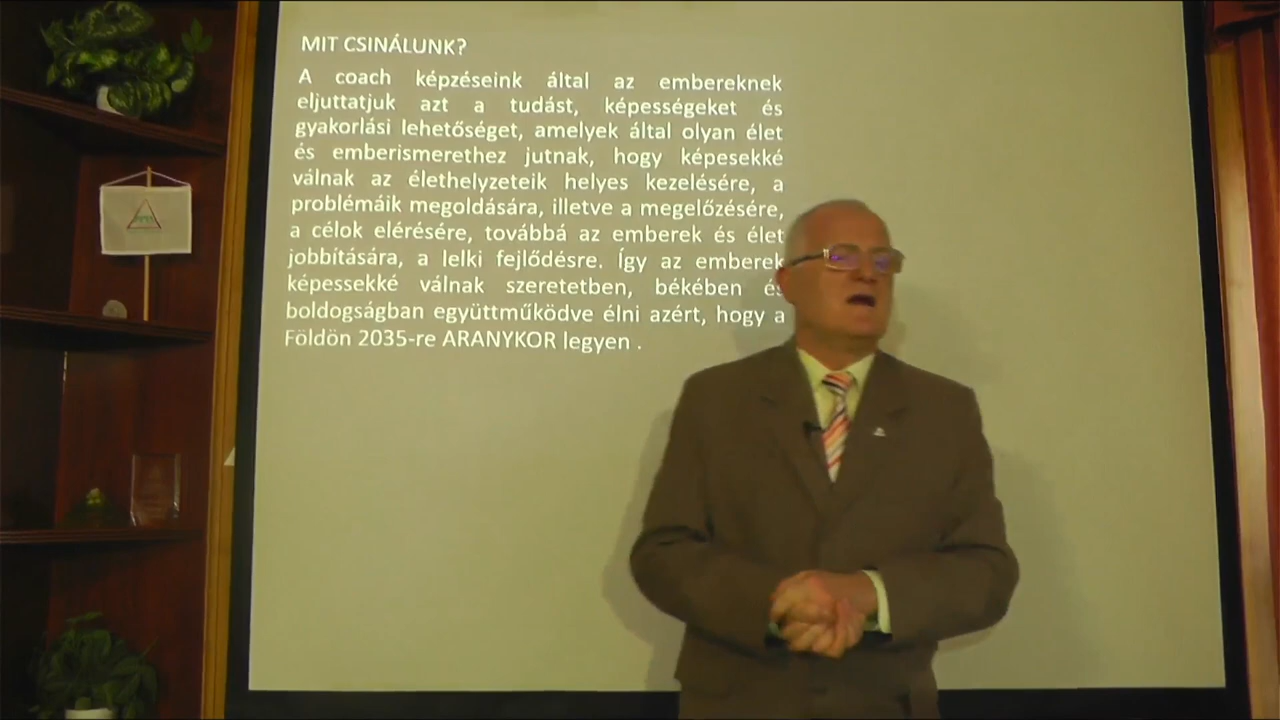 MIT CSINÁLUNK?
A coach képzéseink által az embereknek
eljuttatjuk azt a tudást, képességeket és
gyakorlási lehetőséget, amelyek által olyan élet
és emberismerethez jutnak, hogy képesekké
válnak az élethelyzeteik helyes kezelésére, a
problémáik megoldására, illetve a megelőzésére,
a célok elérésére, továbbá az emberek és élet
jobbítására, a lelki fejlődésre. Így az emberek
képessekké válnak szeretetben, békében és
boldogságban együttműködve élni azért, hogy a
Földön 2035-re ARANYKOR legyen .